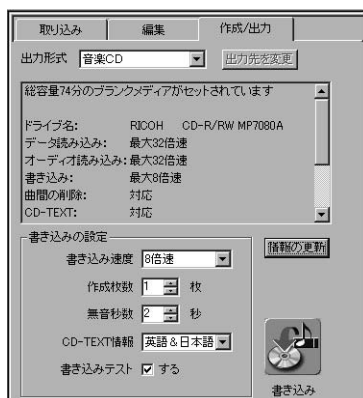 取り込み 編集 作成/出力
出力形式 音楽CD 出力先を変更
総容量74分のブランクメディアがセットされています
ドライブ名: RICOH CD-R/RW MP7080A
データ読み込み: 最大32倍速
オーディオ読み込み: 最大32倍速
書き込み: 最大8倍速
曲間の削除: 対応
CD-TEXT: 対応
書き込みの設定
情報の更新
書き込み速度 8倍速
作成枚数 1 枚
無音秒数 2 秒
CD-TEXT情報 英語&日本語
書き込みテスト する
書き込み